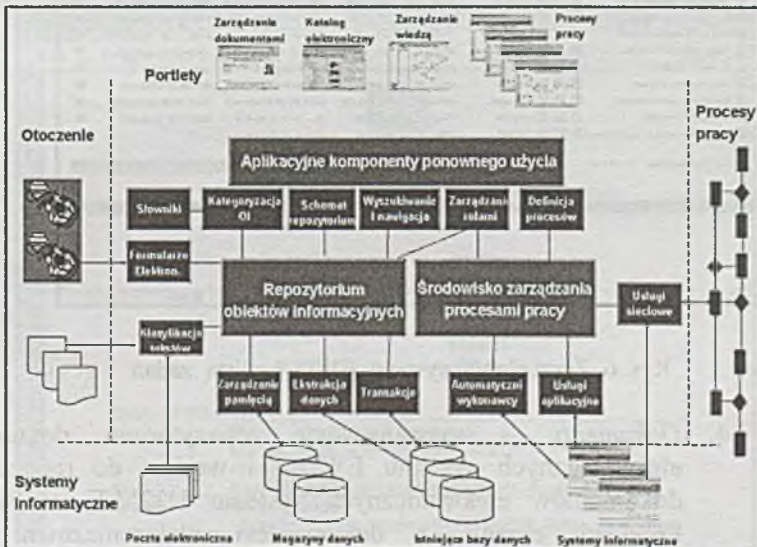 Zarządzanie
dokumentami
Katalog
elektroniczny
Zarządzanie
wiedzą
Procesy
pracy
Portlety
Otoczenie
Procesy
pracy
Aplikacyjne komponenty ponownego użycia
Słowniki
Kategoryzacja
OI
Schemat
repozytorium
Wyszukiwanie
i nawigacja
Zarządzanie
rolami
Definicja
procesów
Formularze
Elektron.
Repozytorium
obiektów informacyjnych
Środowisko zarządzania
procesami pracy
Usługi
sieciowe
Klasyfikacja
tekstów
Zarządzanie
pamięcią
Ekstrakcja
danych
Transakcje
Automatyczni
wykonawcy
Usługi
aplikacyjne
Systemy
Informatyczne
Poczta elektroniczna
Magazyny danych
Istniejące bazy danych
Systemy informatyczne